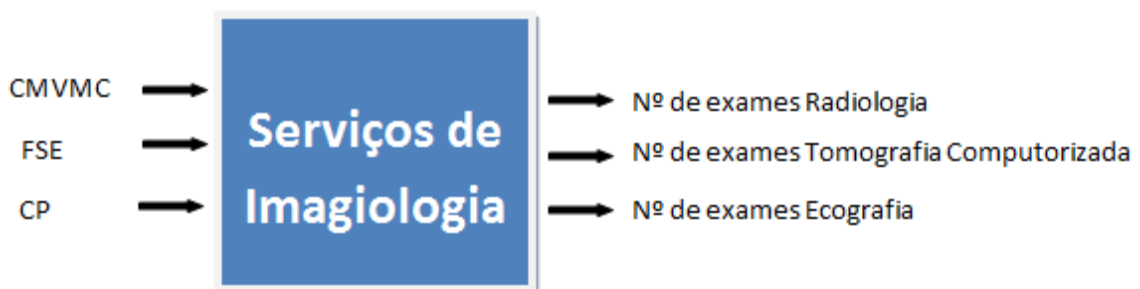 CMVMC
FSE
CP
Serviços de
Imagiologia
Nº de exames Radiologia
Nº de exames Tomografia Computorizada
Nº de exames Ecografia